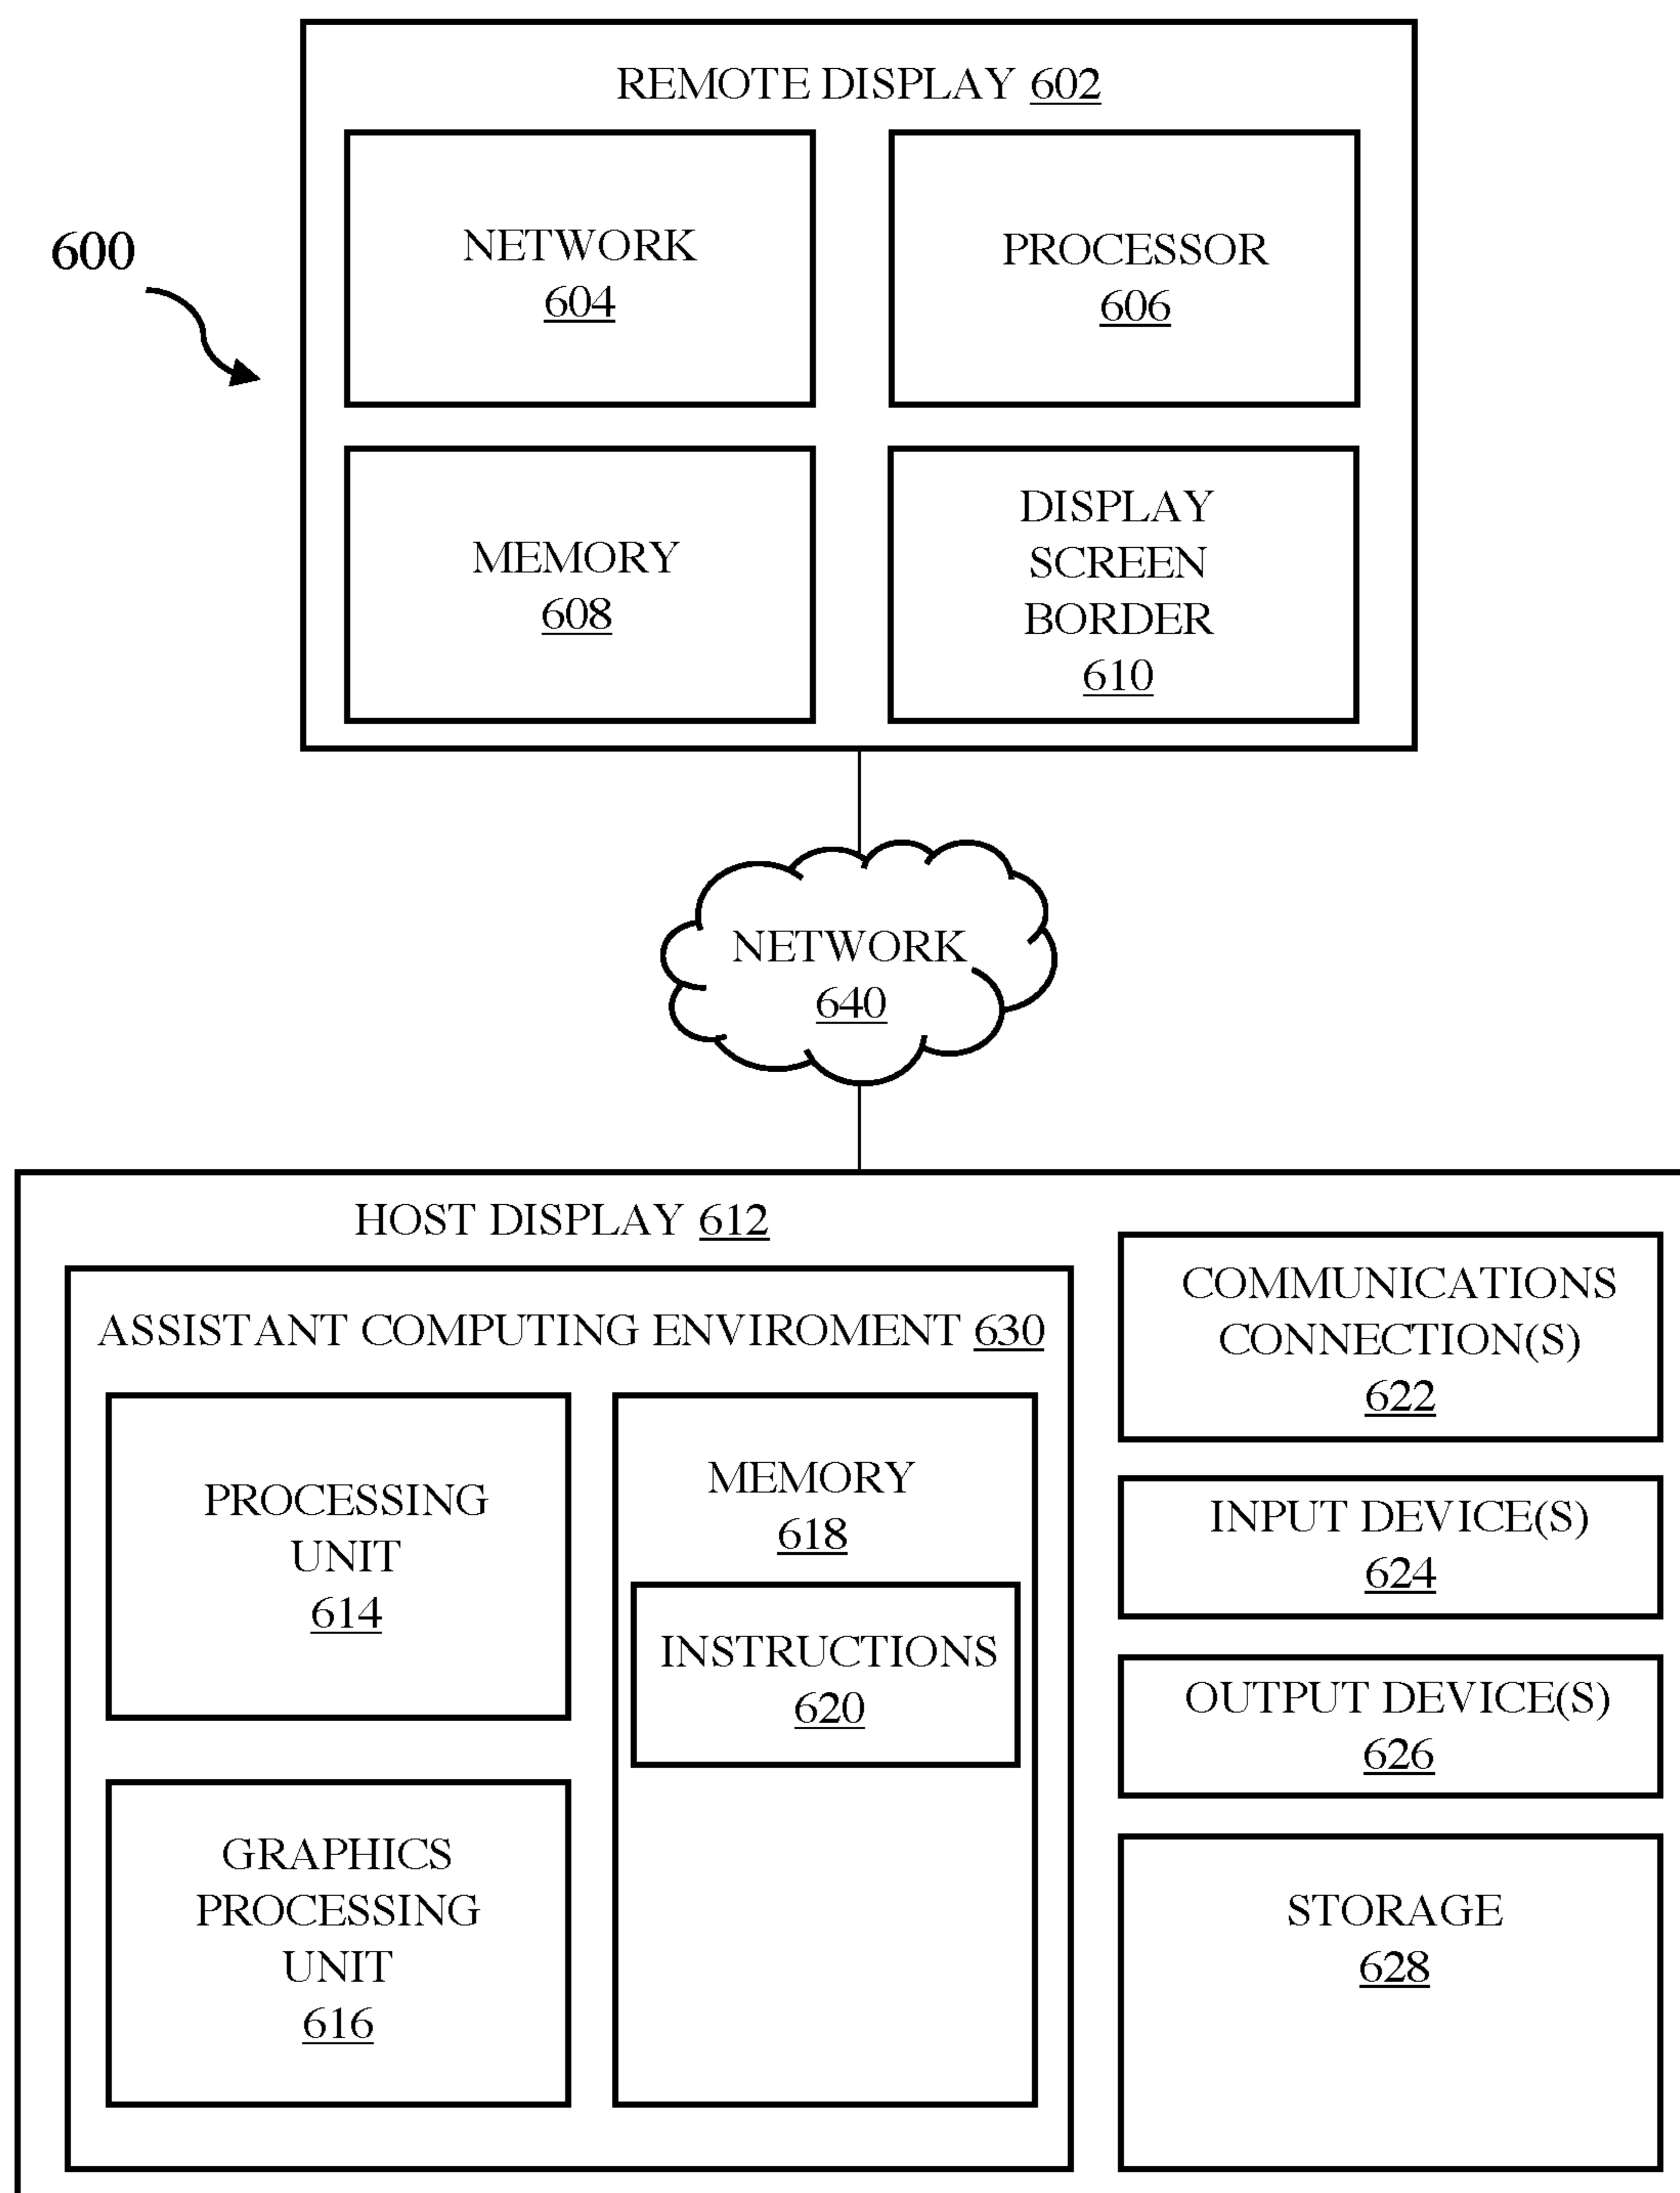 600
REMOTE DISPLAY 602
NETWORK
604
PROCESSOR
606
MEMORY
608
DISPLAY
SCREEN
BORDER
610
NETWORK
640
HOST DISPLAY 612
ASSISTANT COMPUTING ENVIROMENT 630
PROCESSING
UNIT
614
GRAPHICS
PROCESSING
UNIT
616
MEMORY
618
INSTRUCTIONS
620
COMMUNICATIONS
CONNECTION(S)
622
INPUT DEVICE(S)
624
OUTPUT DEVICE(S)
626
STORAGE
628